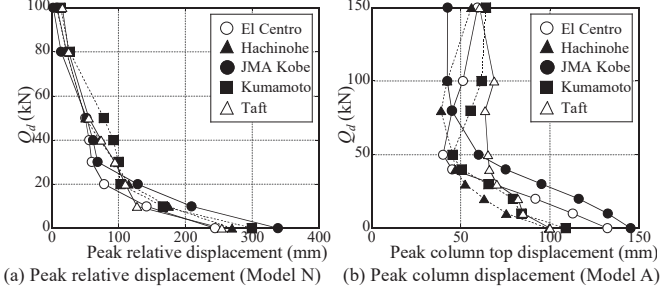 100
80
60
40
20
0
Q_d (kN)
El Centro
Hachinohe
JMA Kobe
Kumamoto
Taft
0 100 200 300 400
Peak relative displacement (mm)
(a) Peak relative displacement (Model N)
150
100
50
0
Q_d (kN)
El Centro
Hachinohe
JMA Kobe
Kumamoto
Taft
0 50 100 150
Peak column top displacement (mm)
(b) Peak column displacement (Model A)